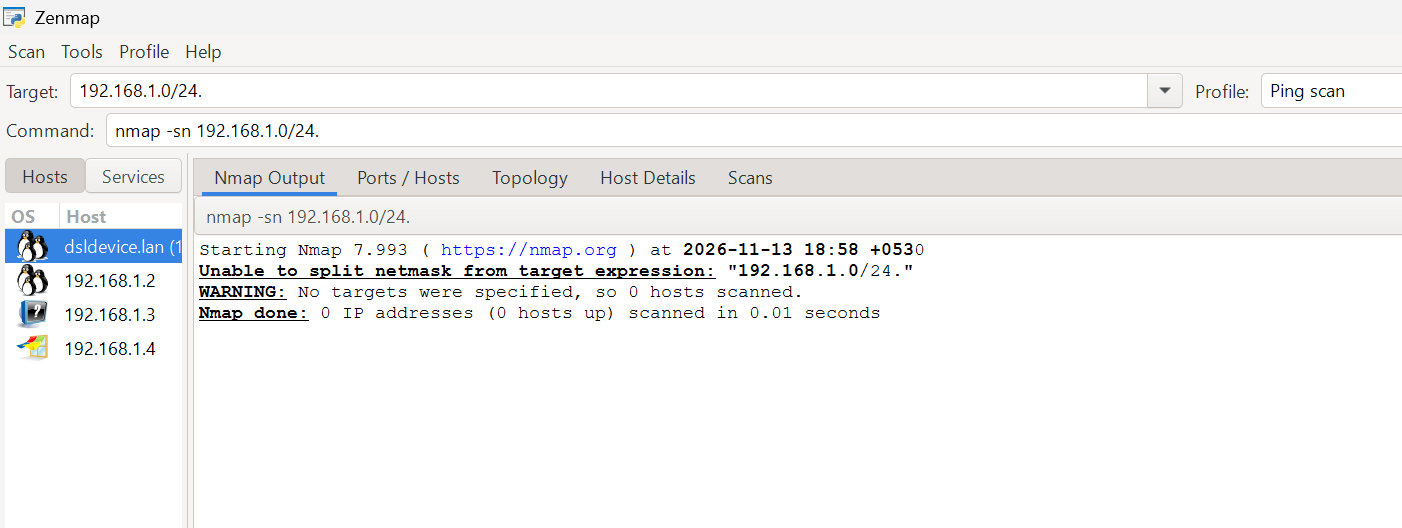 Zenmap
Scan Tools Profile Help
Target: 192.168.1.0/24. Profile: Ping scan
Command: nmap -sn 192.168.1.0/24.
Hosts Services Nmap Output Ports / Hosts Topology Host Details Scans
OS Host
nmap -sn 192.168.1.0/24.
dsldevice.lan (1
192.168.1.2
192.168.1.3
192.168.1.4
Starting Nmap 7.993 ( https://nmap.org ) at 2026-11-13 18:58 +0530
Unable to split netmask from target expression: "192.168.1.0/24."
WARNING: No targets were specified, so 0 hosts scanned.
Nmap done: 0 IP addresses (0 hosts up) scanned in 0.01 seconds